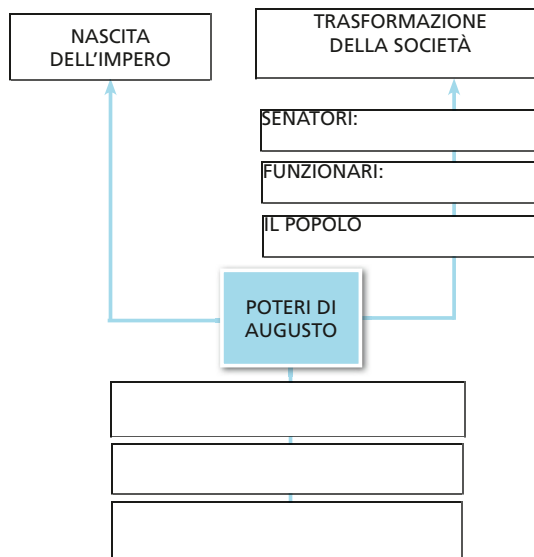 NASCITA
DELL'IMPERO
TRASFORMAZIONE
DELLA SOCIETÀ
SENATORI:
FUNZIONARI:
IL POPOLO
POTERI DI
AUGUSTO